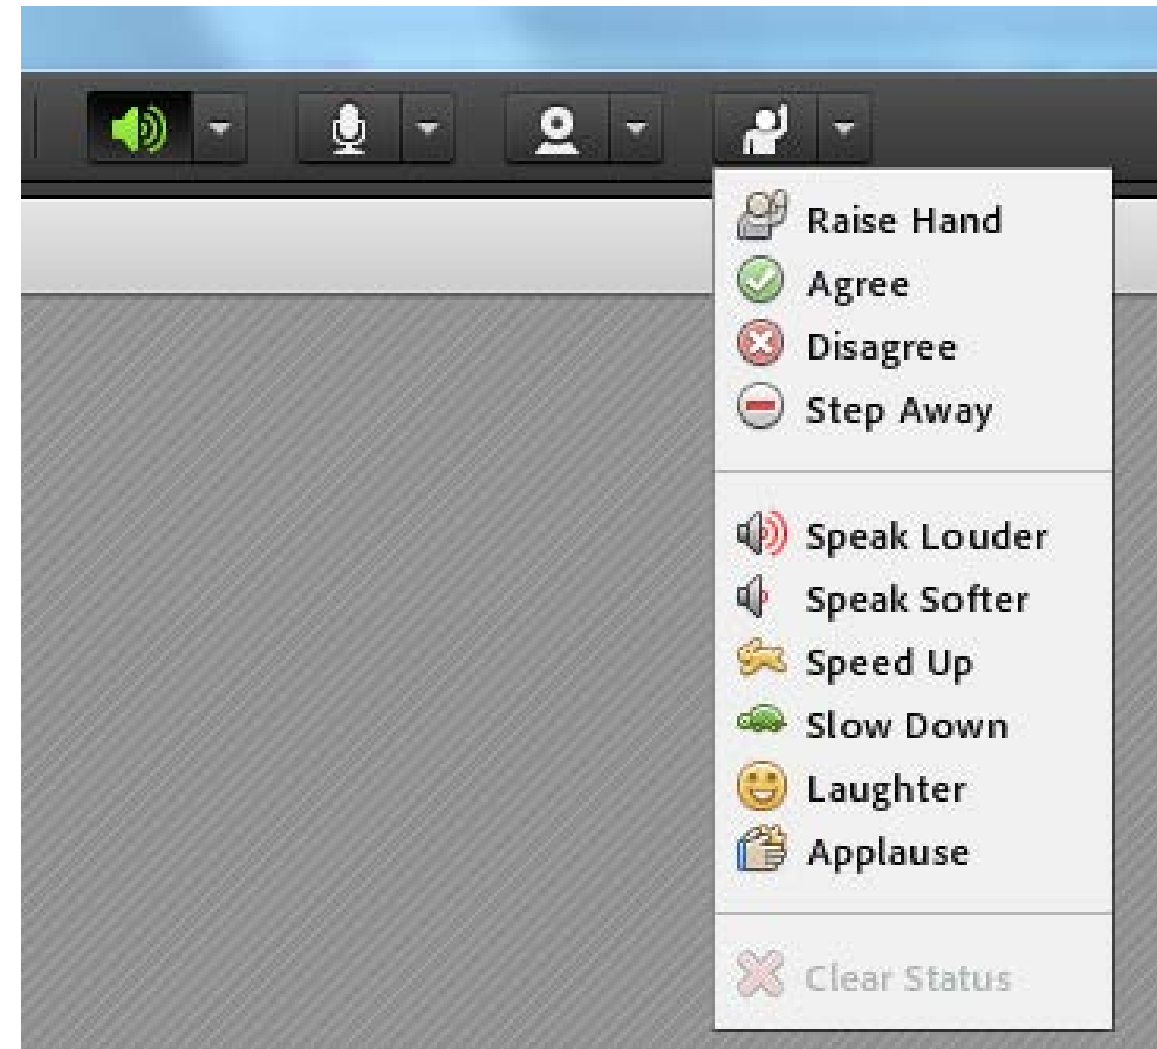 Raise Hand
Agree
Disagree
Step Away
Speak Louder
Speak Softer
Speed Up
Slow Down
Laughter
Applause
Clear Status